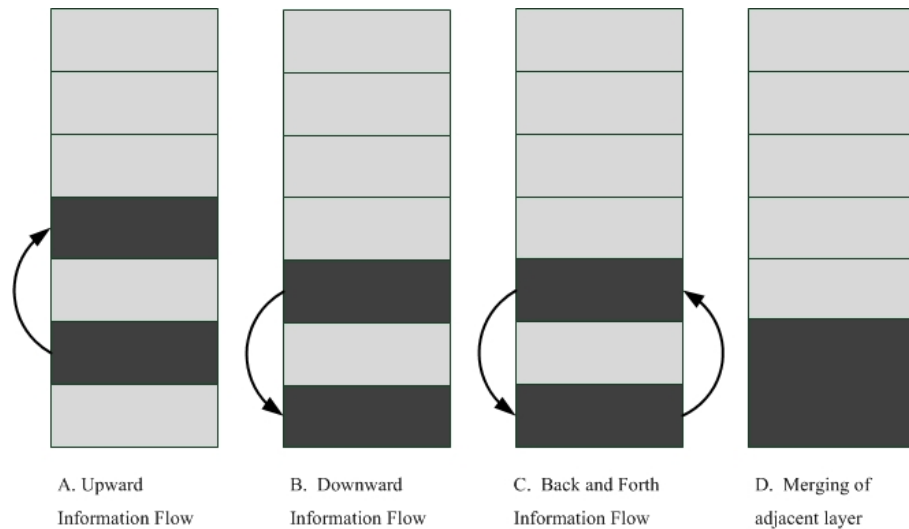 A. Upward
Information Flow
B. Downward
Information Flow
C. Back and Forth
Information Flow
D. Merging of
adjacent layer